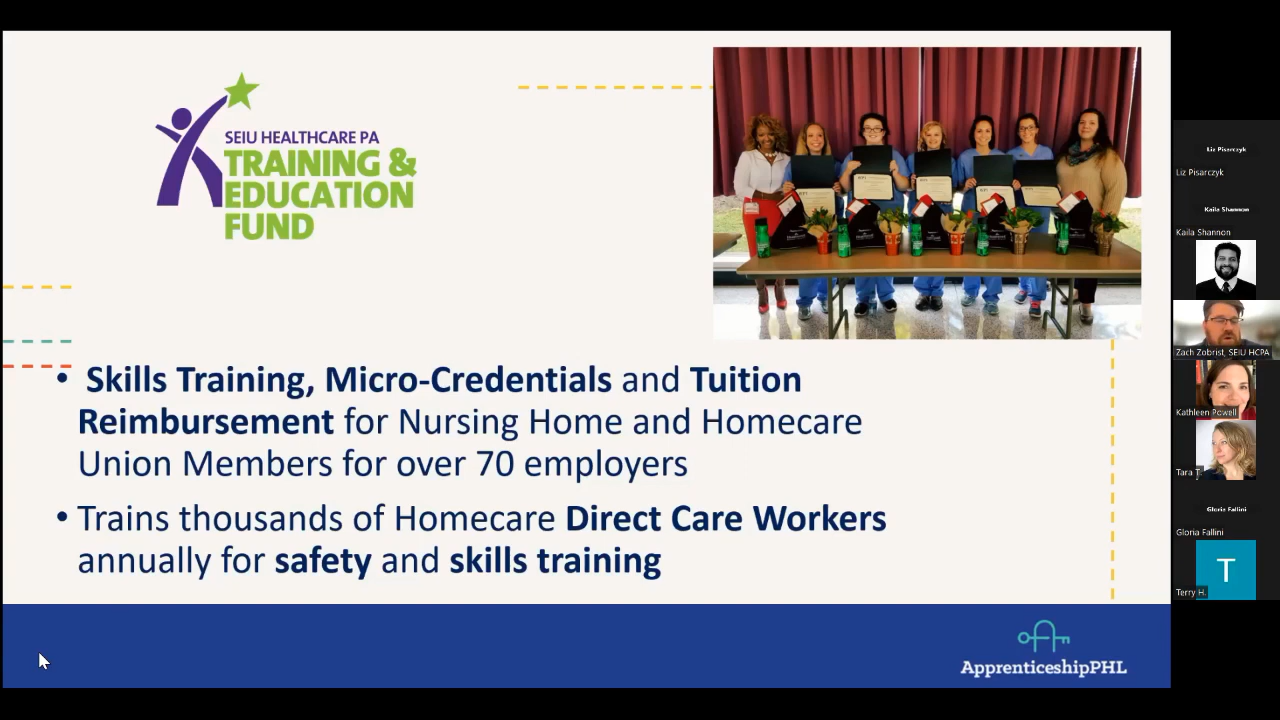 SEIU HEALTHCARE PA
TRAINING &
EDUCATION
FUND
• Skills Training, Micro-Credentials and Tuition
Reimbursement for Nursing Home and Homecare
Union Members for over 70 employers
• Trains thousands of Homecare Direct Care Workers
annually for safety and skills training
ApprenticeshipPHL
Liz Pisarczyk
Liz Pisarczyk
Kaila Shannon
Kaila Shannon
Zach Zobrist, SEIU HCPA
Kathleen Powell
Tara T.
Gloria Fallini
Gloria Fallini
T
Terry H.